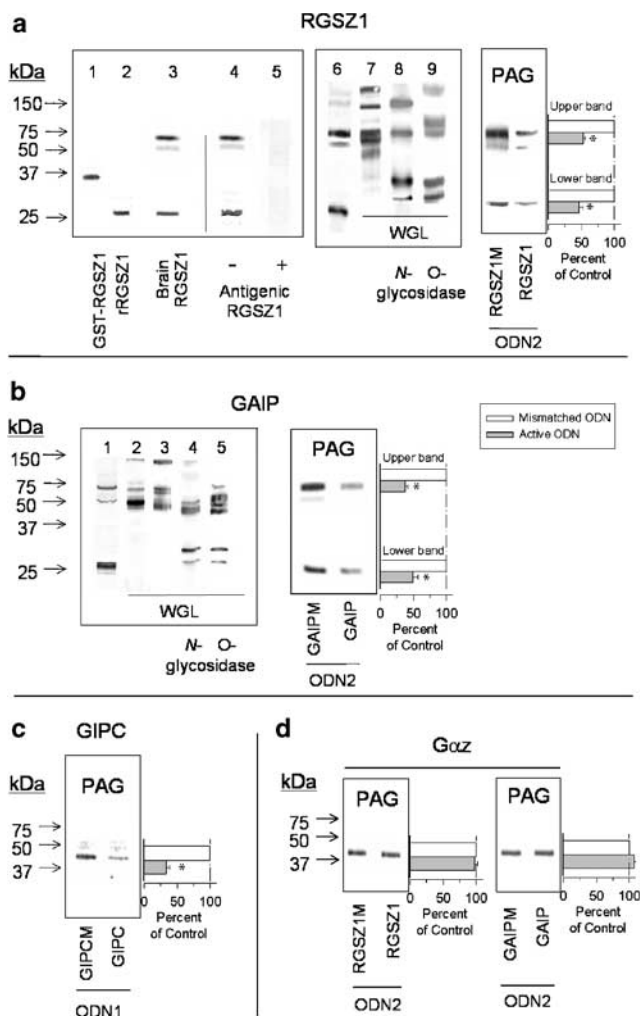 a
RGSZ1
kDa
1 2 3 4 5
6 7 8 9
150
75
50
37
25
GST-RGSZ1
rRGSZ1
Brain RGSZ1
- +
Antigenic
RGSZ1
WGL
N- O-
glycosidase
PAG
RGSZ1M
RGSZ1
ODN2
Upper band
*
Lower band
*
0 50 100
Percent
of Control
b
GAIP
kDa
1 2 3 4 5
150
75
50
37
25
WGL
N- O-
glycosidase
PAG
GAIPM
GAIP
ODN2
Upper band
*
Lower band
*
0 50 100
Percent
of Control
Mismatched ODN
Active ODN
c
GIPC
kDa
75
50
37
PAG
GIPCM
GIPC
ODN1
*
0 50 100
Percent
of Control
d
Gαz
kDa
75
50
37
PAG
RGSZ1M
RGSZ1
ODN2
0 50 100
Percent
of Control
PAG
GAIPM
GAIP
ODN2
0 50 100
Percent
of Control